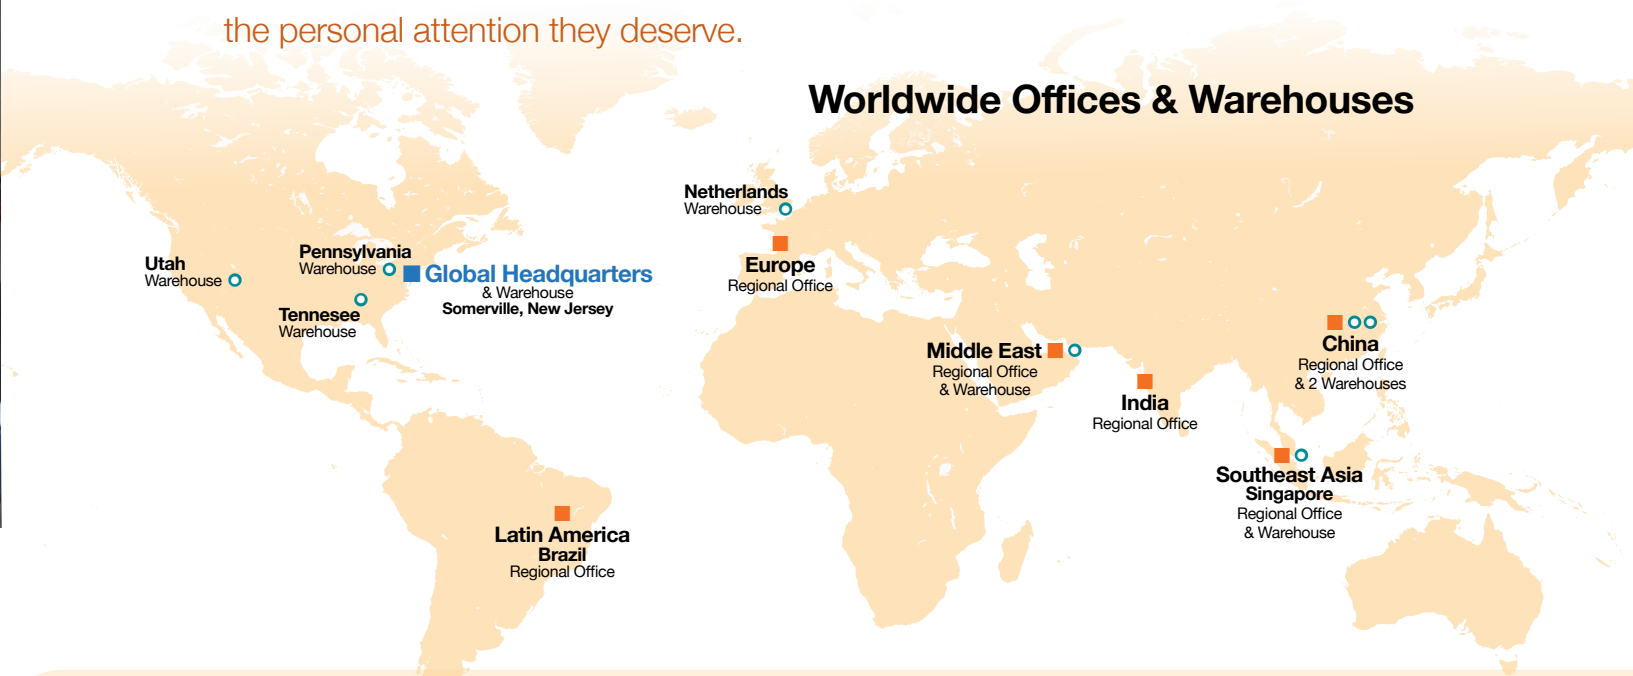 the personal attention they deserve.
Worldwide Offices & Warehouses
Netherlands
Warehouse
Europe
Regional Office
Utah
Warehouse
Pennsylvania
Warehouse
Global Headquarters
& Warehouse
Somerville, New Jersey
Tennesee
Warehouse
Middle East
Regional Office
& Warehouse
India
Regional Office
China
Regional Office
& 2 Warehouses
Southeast Asia
Singapore
Regional Office
& Warehouse
Latin America
Brazil
Regional Office